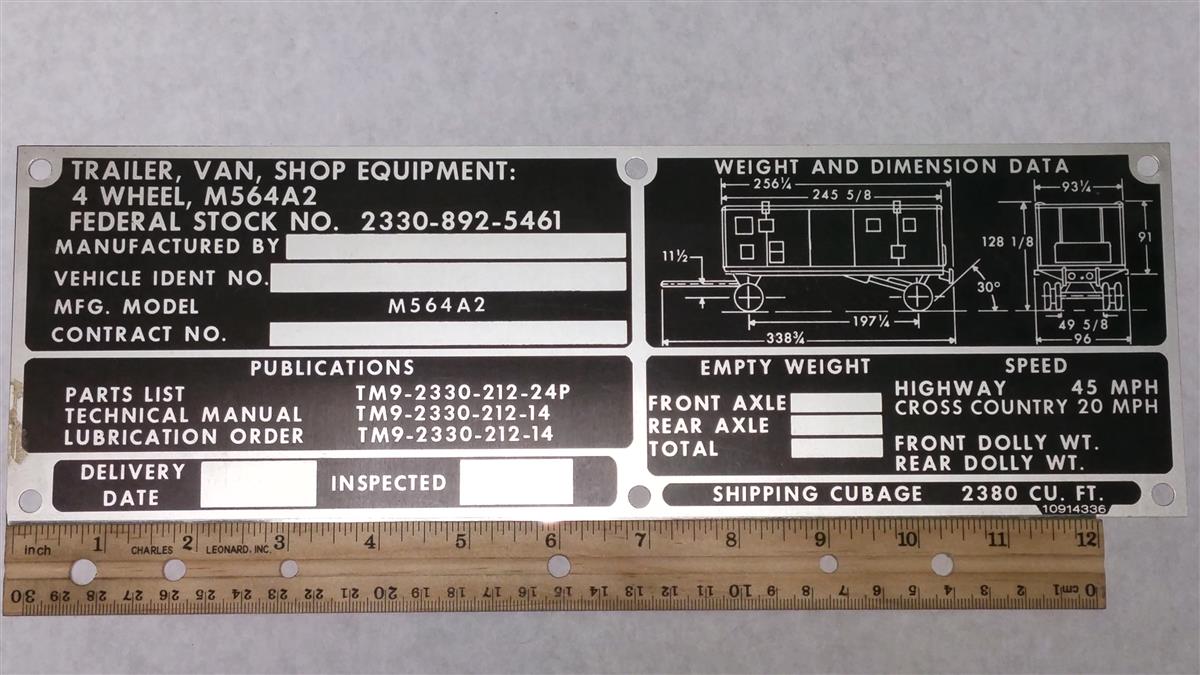 TRAILER, VAN, SHOP EQUIPMENT:
4 WHEEL, M564A2
FEDERAL STOCK NO. 2330-892-5461
MANUFACTURED BY
VEHICLE IDENT NO.
MFG. MODEL M564A2
CONTRACT NO.
PUBLICATIONS
PARTS LIST TM9-2330-212-24P
TECHNICAL MANUAL TM9-2330-212-14
LUBRICATION ORDER TM9-2330-212-14
DELIVERY
DATE
INSPECTED
WEIGHT AND DIMENSION DATA
256¼
245 5/8
93¼
128 1/8
91
11½
30°
197¼
49 5/8
338¾
96
EMPTY WEIGHT
FRONT AXLE
REAR AXLE
TOTAL
SPEED
HIGHWAY 45 MPH
CROSS COUNTRY 20 MPH
FRONT DOLLY WT.
REAR DOLLY WT.
SHIPPING CUBAGE 2380 CU. FT.
10914336
inch 1 2 3 4 5 6 7 8 9 10 11 12
CHARLES LEONARD, INC.
30 29 28 27 26 25 24 23 22 21 20 19 18 17 16 15 14 13 12 11 10 9 8 7 6 5 4 3 2 1 cm 0